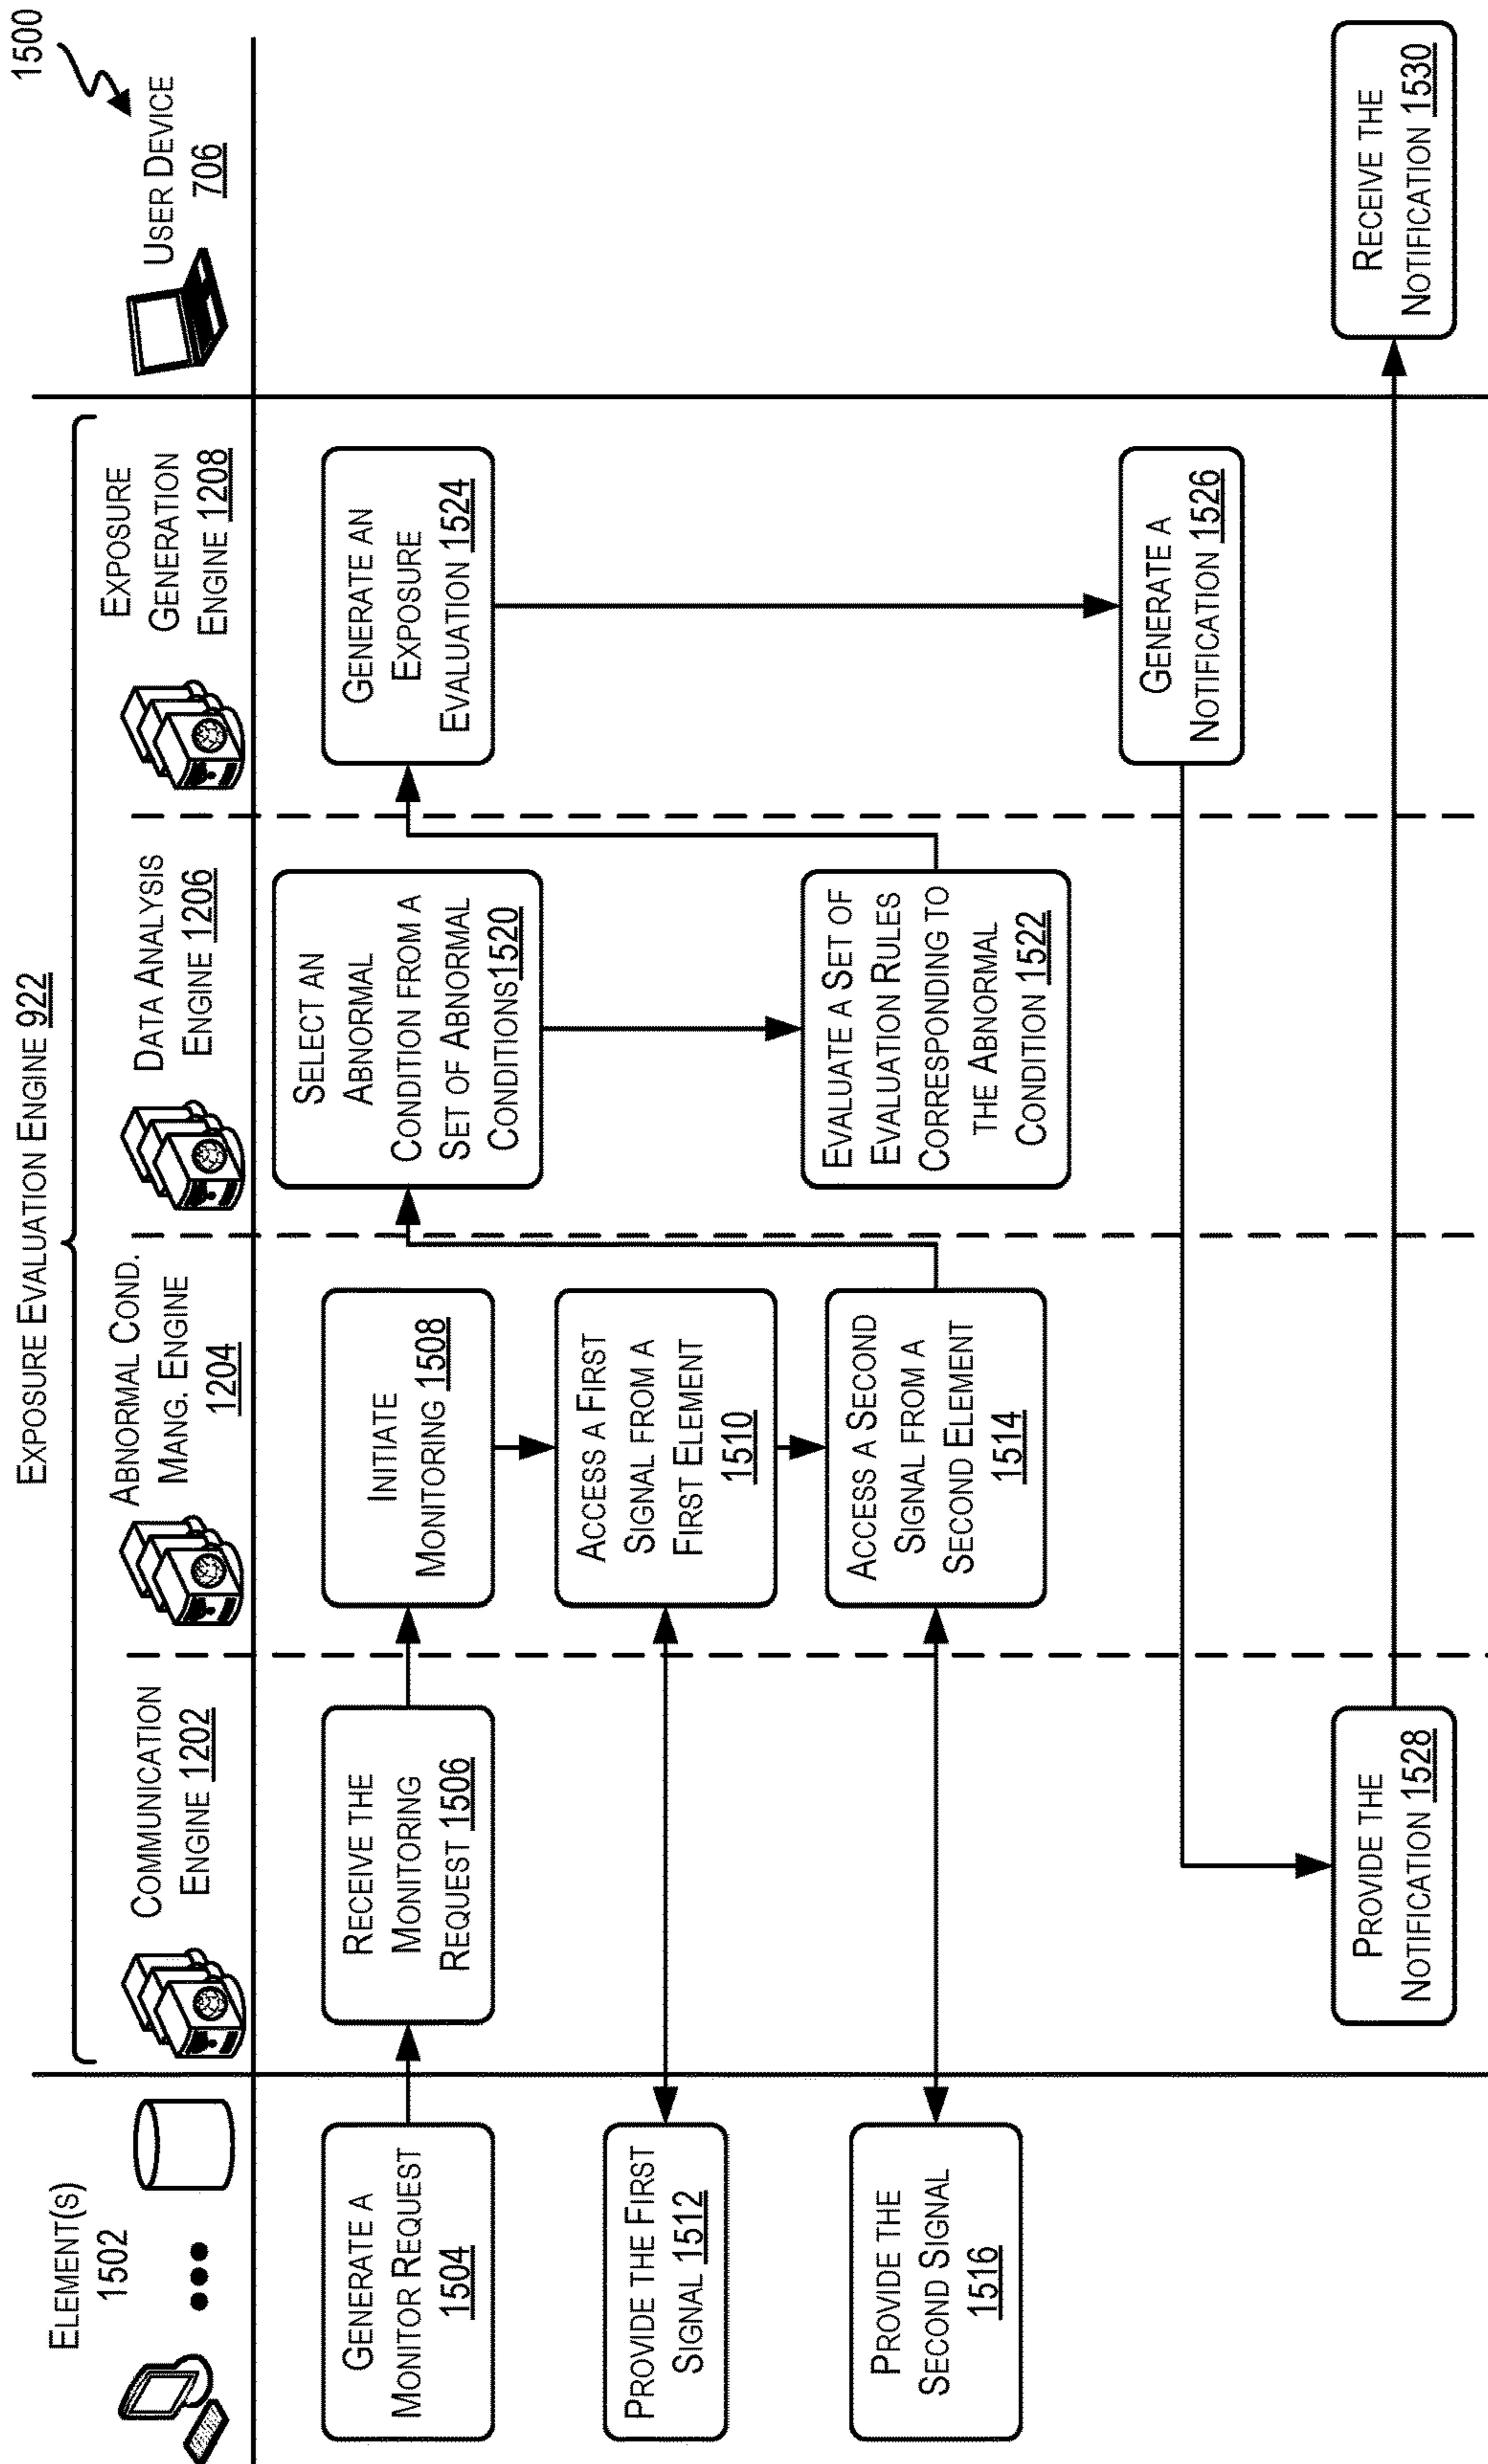 1500
EXPOSURE EVALUATION ENGINE 922
ELEMENT(S)
1502
COMMUNICATION
ENGINE 1202
ABNORMAL COND.
MANG. ENGINE
1204
DATA ANALYSIS
ENGINE 1206
EXPOSURE
GENERATION
ENGINE 1208
USER DEVICE
706
GENERATE A
MONITOR REQUEST
1504
RECEIVE THE
MONITORING
REQUEST 1506
INITIATE
MONITORING 1508
SELECT AN
ABNORMAL
CONDITION FROM A
SET OF ABNORMAL
CONDITIONS1520
GENERATE AN
EXPOSURE
EVALUATION 1524
PROVIDE THE FIRST
SIGNAL 1512
ACCESS A FIRST
SIGNAL FROM A
FIRST ELEMENT
1510
PROVIDE THE
SECOND SIGNAL
1516
ACCESS A SECOND
SIGNAL FROM A
SECOND ELEMENT
1514
EVALUATE A SET OF
EVALUATION RULES
CORRESPONDING TO
THE ABNORMAL
CONDITION 1522
GENERATE A
NOTIFICATION 1526
PROVIDE THE
NOTIFICATION 1528
RECEIVE THE
NOTIFICATION 1530